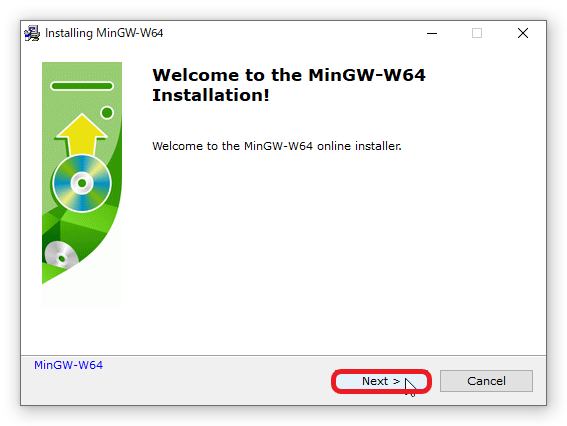 Installing MinGW-W64
Welcome to the MinGW-W64
Installation!
Welcome to the MinGW-W64 online installer.
MinGW-W64
Next >
Cancel